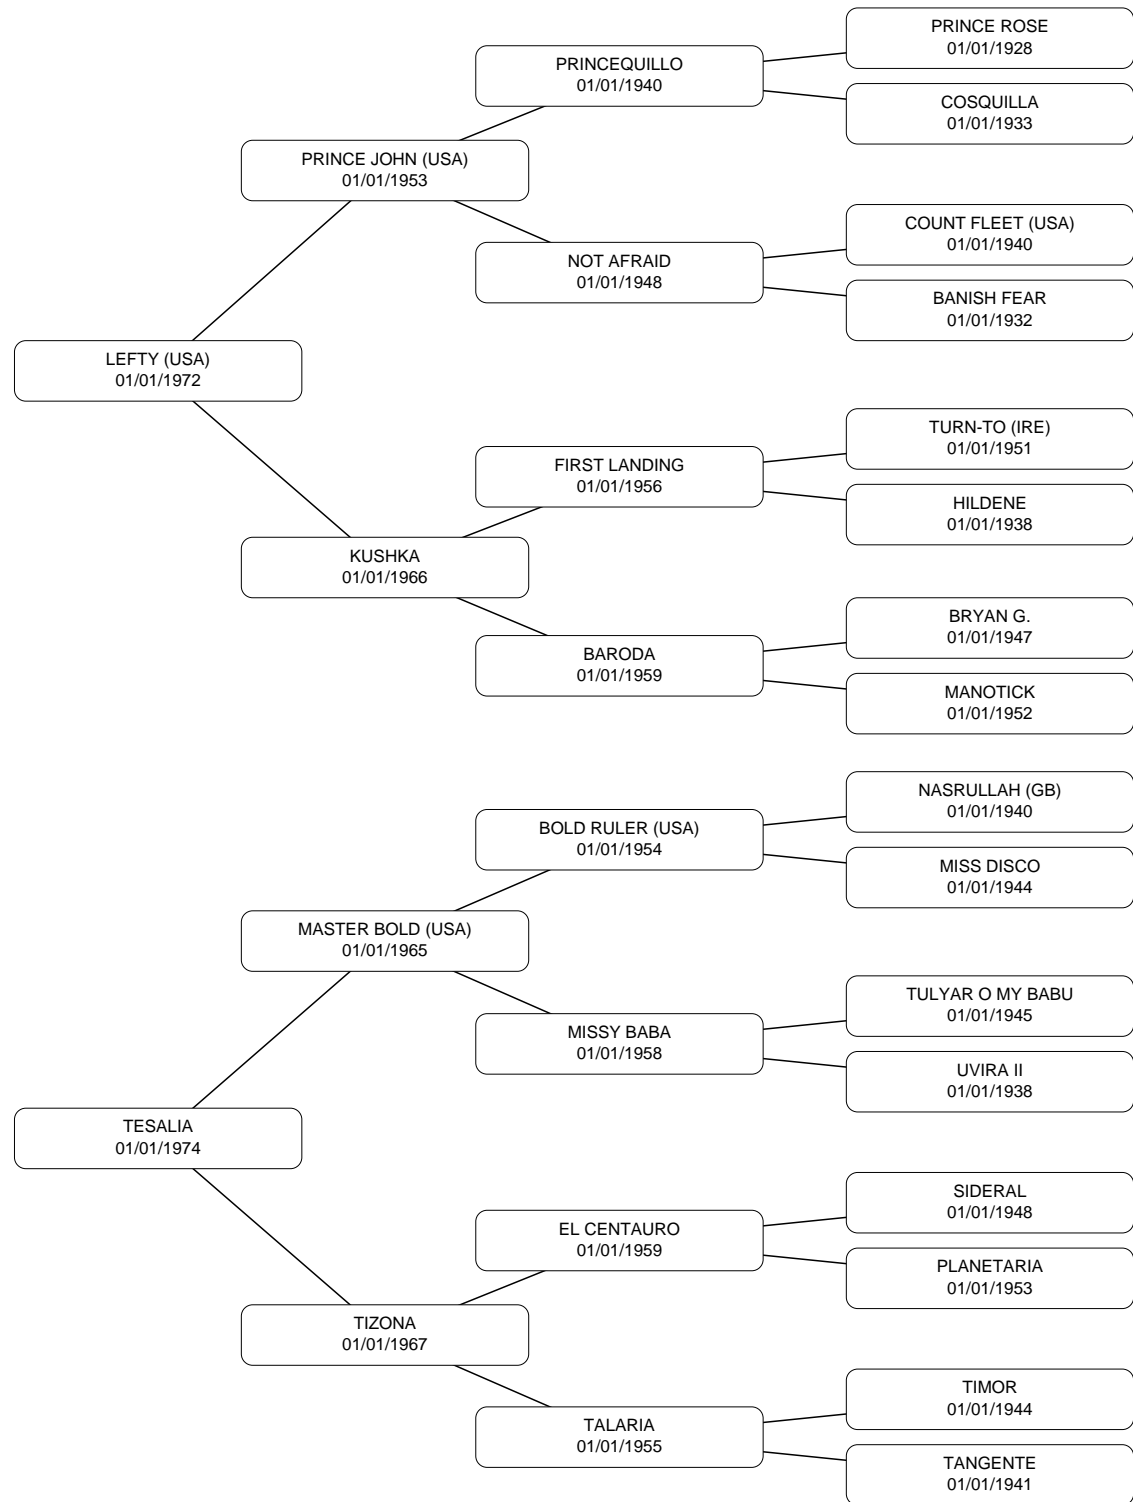 PRINCE ROSE
01/01/1928
PRINCEQUILLO
01/01/1940
COSQUILLA
01/01/1933
PRINCE JOHN (USA)
01/01/1953
COUNT FLEET (USA)
01/01/1940
NOT AFRAID
01/01/1948
BANISH FEAR
01/01/1932
LEFTY (USA)
01/01/1972
TURN-TO (IRE)
01/01/1951
FIRST LANDING
01/01/1956
HILDENE
01/01/1938
KUSHKA
01/01/1966
BRYAN G.
01/01/1947
BARODA
01/01/1959
MANOTICK
01/01/1952
NASRULLAH (GB)
01/01/1940
BOLD RULER (USA)
01/01/1954
MISS DISCO
01/01/1944
MASTER BOLD (USA)
01/01/1965
TULYAR O MY BABU
01/01/1945
MISSY BABA
01/01/1958
UVIRA II
01/01/1938
TESALIA
01/01/1974
SIDERAL
01/01/1948
EL CENTAURO
01/01/1959
PLANETARIA
01/01/1953
TIZONA
01/01/1967
TIMOR
01/01/1944
TALARIA
01/01/1955
TANGENTE
01/01/1941